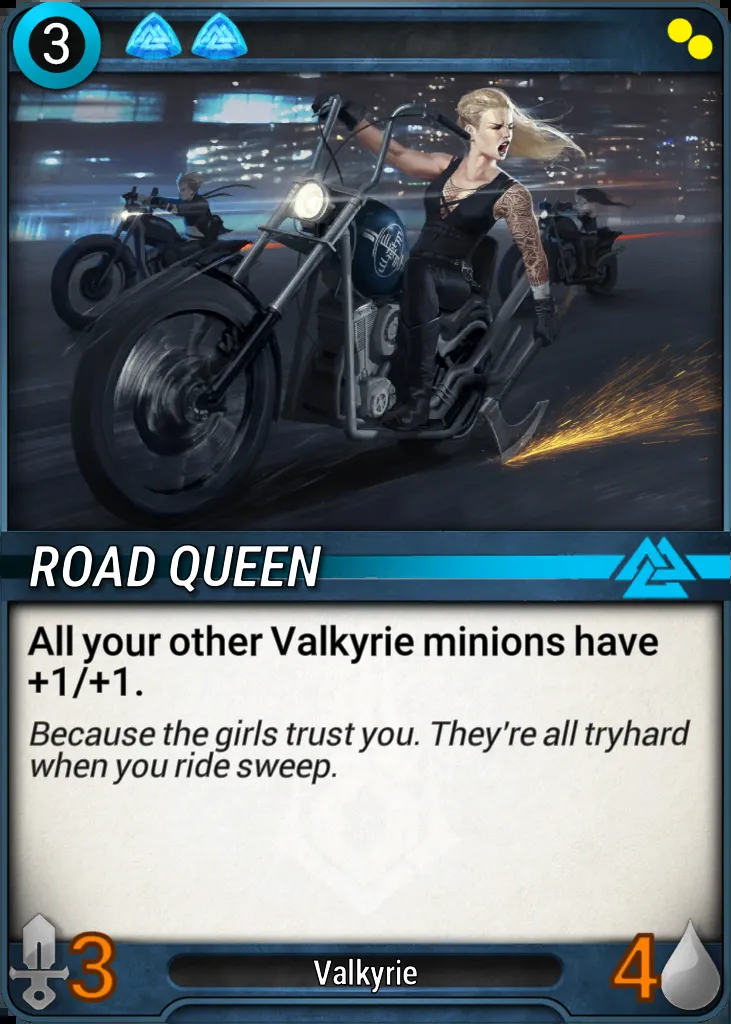 3
ROAD QUEEN
All your other Valkyrie minions have
+1/+1.
Because the girls trust you. They're all tryhard
when you ride sweep.
3
Valkyrie
4